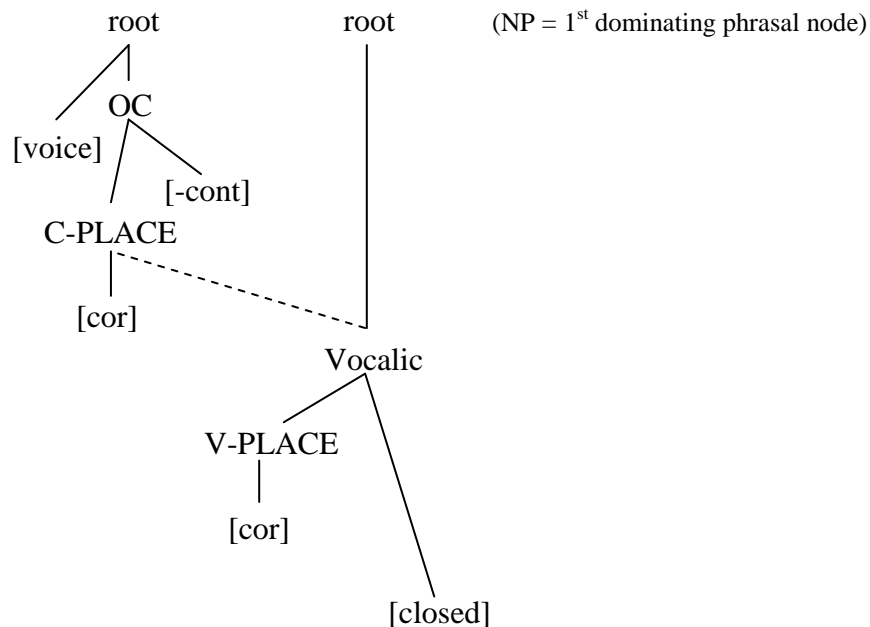 root root (NP = 1st dominating phrasal node)
OC
[voice]
[-cont]
C-PLACE
[cor]
Vocalic
V-PLACE
[cor]
[closed]